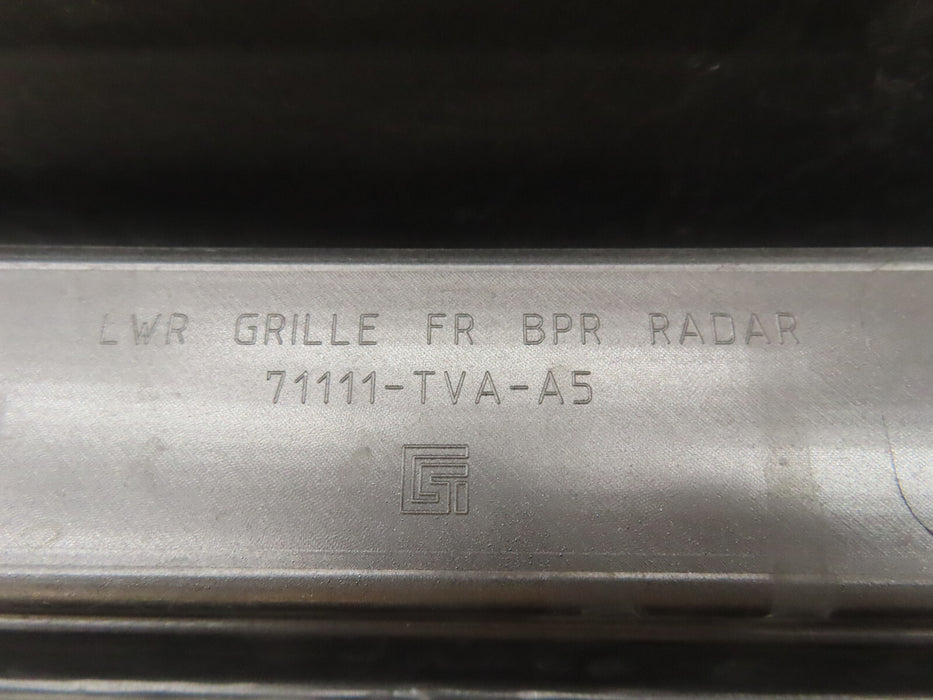 LWR GRILLE FR BPR RADAR
71111-TVA-A5